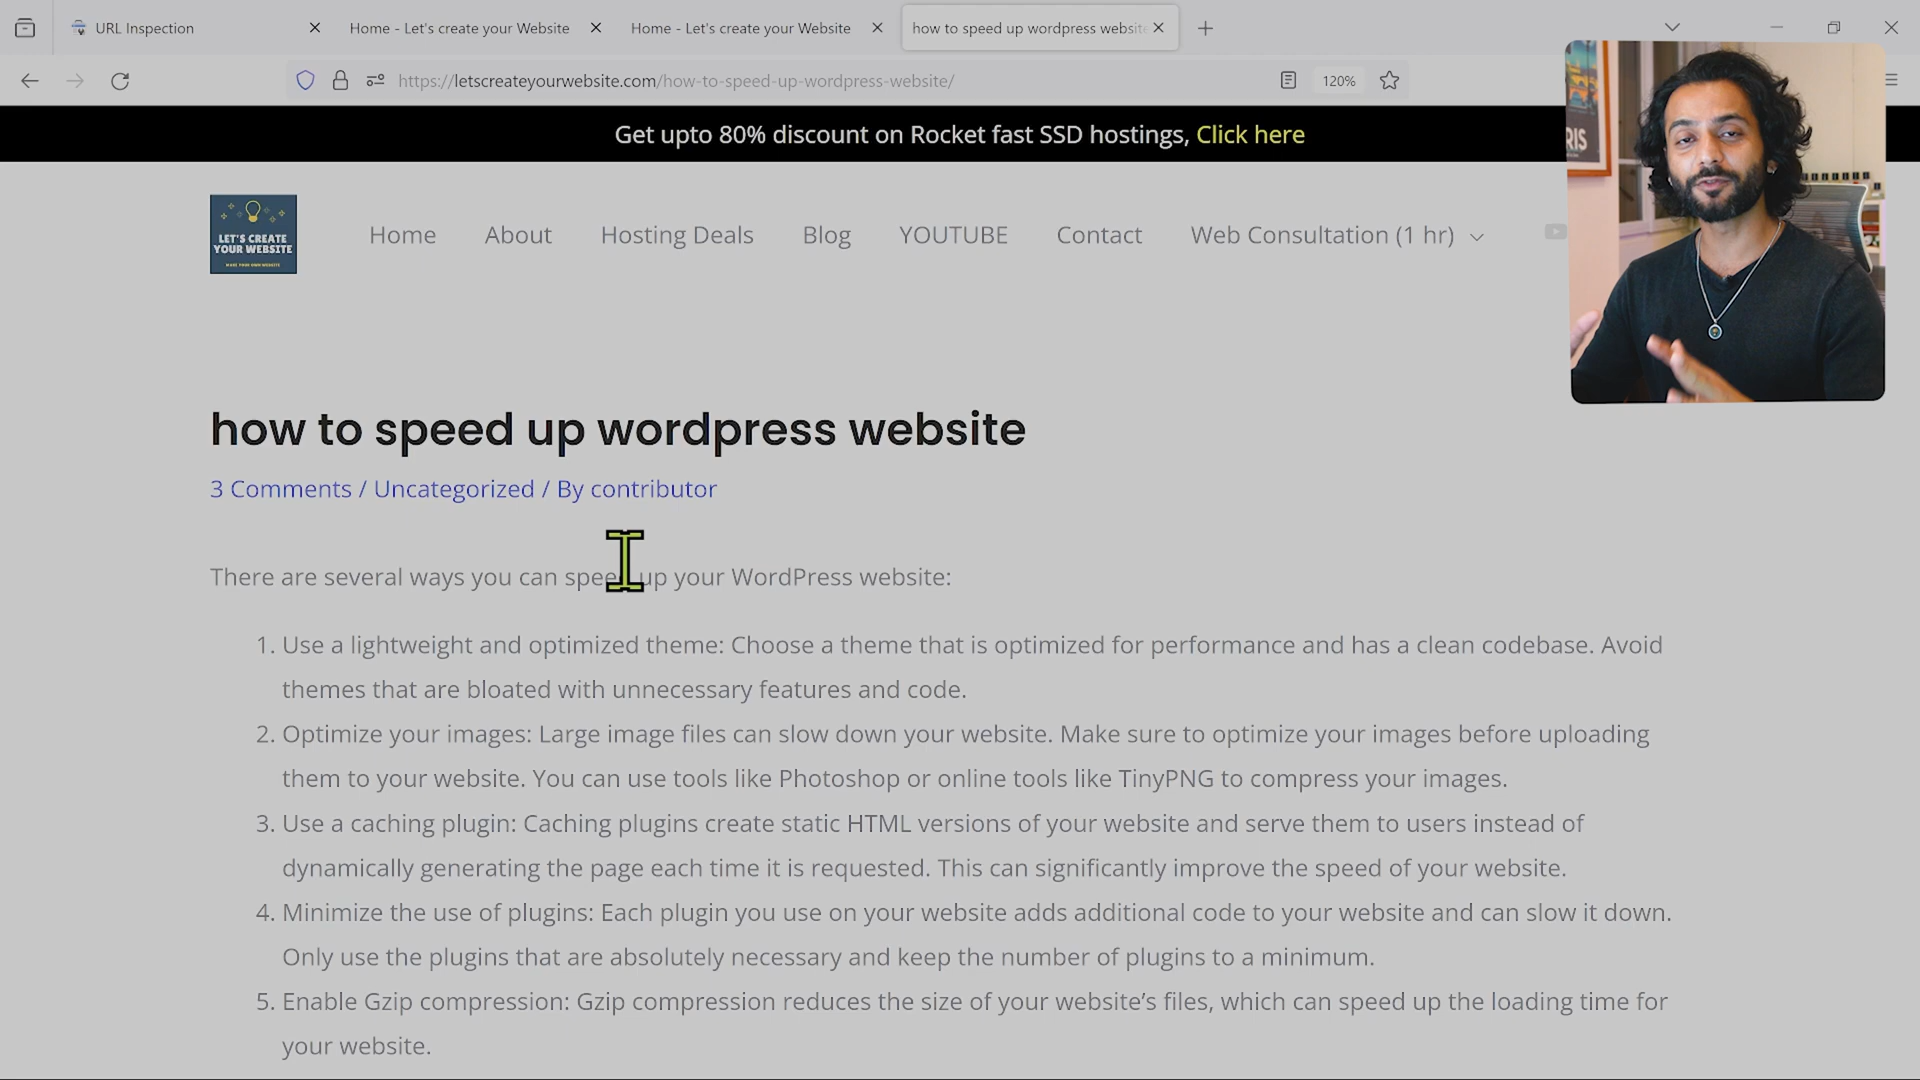 URL Inspection
Home - Let's create your Website
Home - Let's create your Website
how to speed up wordpress websit
https://letscreateyourwebsite.com/how-to-speed-up-wordpress-website/
120%
Get upto 80% discount on Rocket fast SSD hostings, Click here
LET'S CREATE
YOUR WEBSITE
MAKE YOUR OWN WEBSITE
Home
About
Hosting Deals
Blog
YOUTUBE
Contact
Web Consultation (1 hr)
RIS
how to speed up wordpress website
3 Comments / Uncategorized / By contributor
There are several ways you can speed up your WordPress website:
1. Use a lightweight and optimized theme: Choose a theme that is optimized for performance and has a clean codebase. Avoid
themes that are bloated with unnecessary features and code.
2. Optimize your images: Large image files can slow down your website. Make sure to optimize your images before uploading
them to your website. You can use tools like Photoshop or online tools like TinyPNG to compress your images.
3. Use a caching plugin: Caching plugins create static HTML versions of your website and serve them to users instead of
dynamically generating the page each time it is requested. This can significantly improve the speed of your website.
4. Minimize the use of plugins: Each plugin you use on your website adds additional code to your website and can slow it down.
Only use the plugins that are absolutely necessary and keep the number of plugins to a minimum.
5. Enable Gzip compression: Gzip compression reduces the size of your website’s files, which can speed up the loading time for
your website.